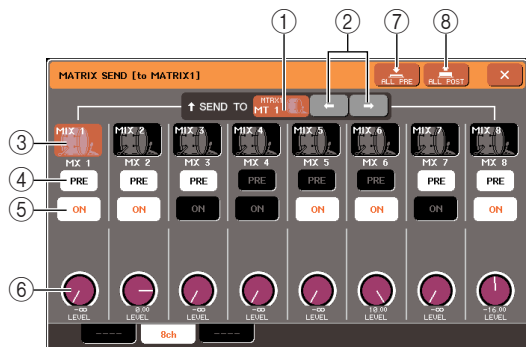 ① ② ⑦ ⑧
MATRIX SEND [to MATRIX1] ALL PRE ALL POST ×
↑ SEND TO MTRX1 MT 1 ← →
③ MIX 1 MIX 2 MIX 3 MIX 4 MIX 5 MIX 6 MIX 7 MIX 8
MX 1 MX 2 MX 3 MX 4 MX 5 MX 6 MX 7 MX 8
④ PRE PRE PRE PRE PRE PRE PRE PRE
⑤ ON ON ON ON ON ON ON ON
⑥ -∞ 0.00 -∞ -∞ -∞ 10.00 -∞ -16.00
LEVEL LEVEL LEVEL LEVEL LEVEL LEVEL LEVEL LEVEL
---- 8ch ----